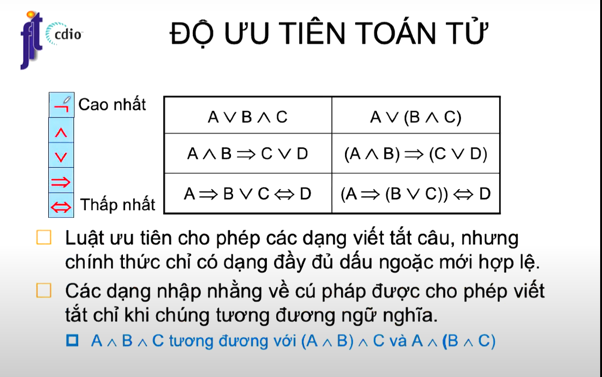 fit cdio
ĐỘ ƯU TIÊN TOÁN TỬ
¬ Cao nhất
∧
∨
⇒
⇔ Thấp nhất
A ∨ B ∧ C A ∨ (B ∧ C)
A ∧ B ⇒ C ∨ D (A ∧ B) ⇒ (C ∨ D)
A ⇒ B ∨ C ⇔ D (A ⇒ (B ∨ C)) ⇔ D
Luật ưu tiên cho phép các dạng viết tắt câu, nhưng
chính thức chỉ có dạng đầy đủ dấu ngoặc mới hợp lệ.
Các dạng nhập nhằng về cú pháp được cho phép viết
tắt chỉ khi chúng tương đương ngữ nghĩa.
A ∧ B ∧ C tương đương với (A ∧ B) ∧ C và A ∧ (B ∧ C)